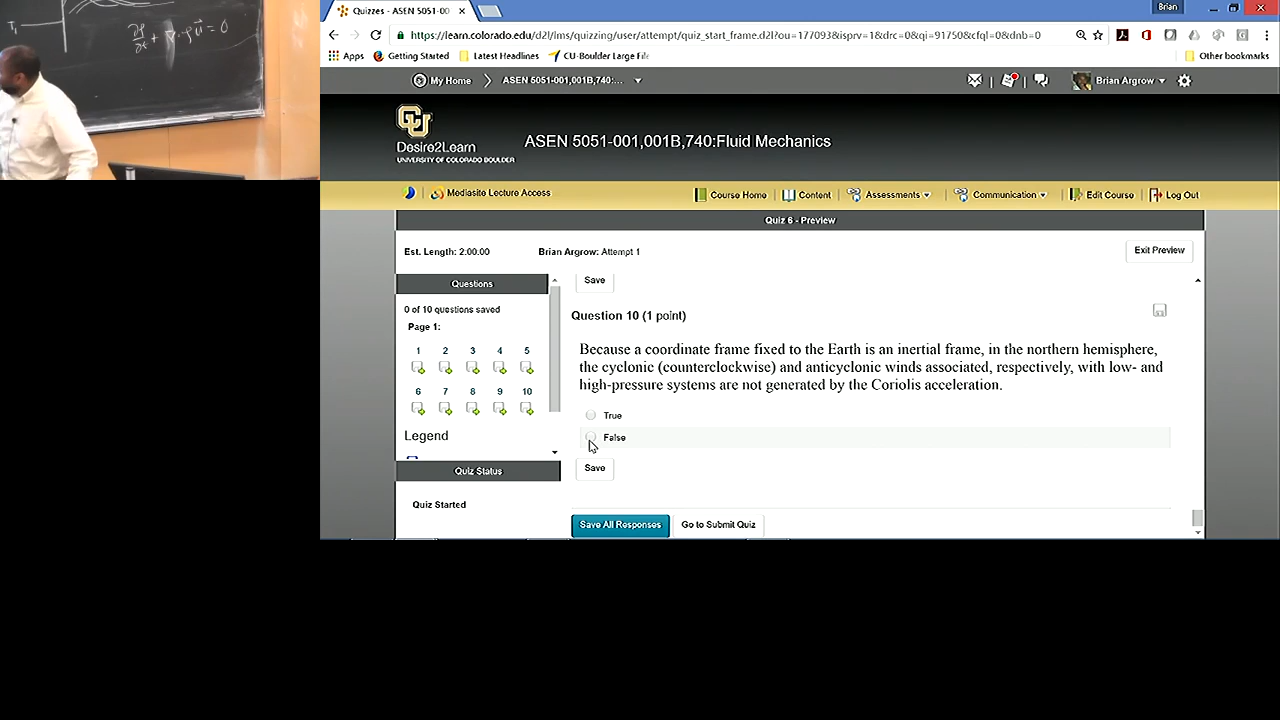 Quizzes - ASEN 5051-001
Brian
https://learn.colorado.edu/d2l/lms/quizzing/user/attempt/quiz_start_frame.d2l?ou=177093&isprv=1&drc=0&qi=91750&cfql=0&dnb=0
Apps
Getting Started
Latest Headlines
CU-Boulder Large File
Other bookmarks
My Home
ASEN 5051-001,001B,740:...
Brian Argrow
CU
Desire2Learn
UNIVERSITY OF COLORADO BOULDER
ASEN 5051-001,001B,740:Fluid Mechanics
Mediasite Lecture Access
Course Home
Content
Assessments
Communication
Edit Course
Log Out
Quiz 6 - Preview
Est. Length: 2:00:00
Brian Argrow: Attempt 1
Exit Preview
Questions
0 of 10 questions saved
Page 1:
1 2 3 4 5
6 7 8 9 10
Legend
Quiz Status
Quiz Started
Save
Question 10 (1 point)
Because a coordinate frame fixed to the Earth is an inertial frame, in the northern hemisphere,
the cyclonic (counterclockwise) and anticyclonic winds associated, respectively, with low- and
high-pressure systems are not generated by the Coriolis acceleration.
True
False
Save
Save All Responses
Go to Submit Quiz